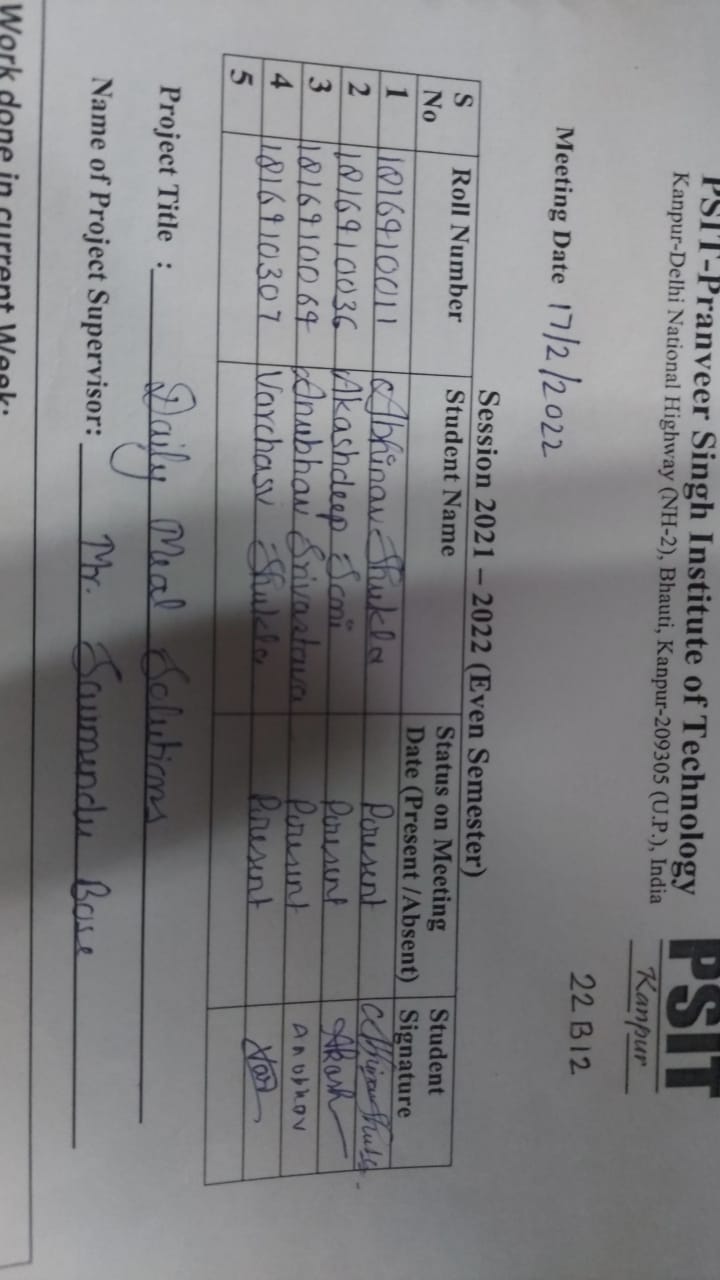 PSIT-Pranveer Singh Institute of Technology
Kanpur-Delhi National Highway (NH-2), Bhauti, Kanpur-209305 (U.P.), India
PSIT
Kanpur
Meeting Date 17/2/2022
22 B12
Session 2021 – 2022 (Even Semester)
S No Roll Number Student Name Status on Meeting Date (Present /Absent) Student Signature
1 1816910011 Abhinav Shukla Present Abhinav Shukla
2 1816910036 Akashdeep Soni Present Akash
3 1816910069 Anubhav Srivastava Present Anubhav
4 1816910307 Varchasvi Shukla Present
5
Project Title : Daily Meal Solutions
Name of Project Supervisor: Mr. Saumendu Bose
Work done in current Week: